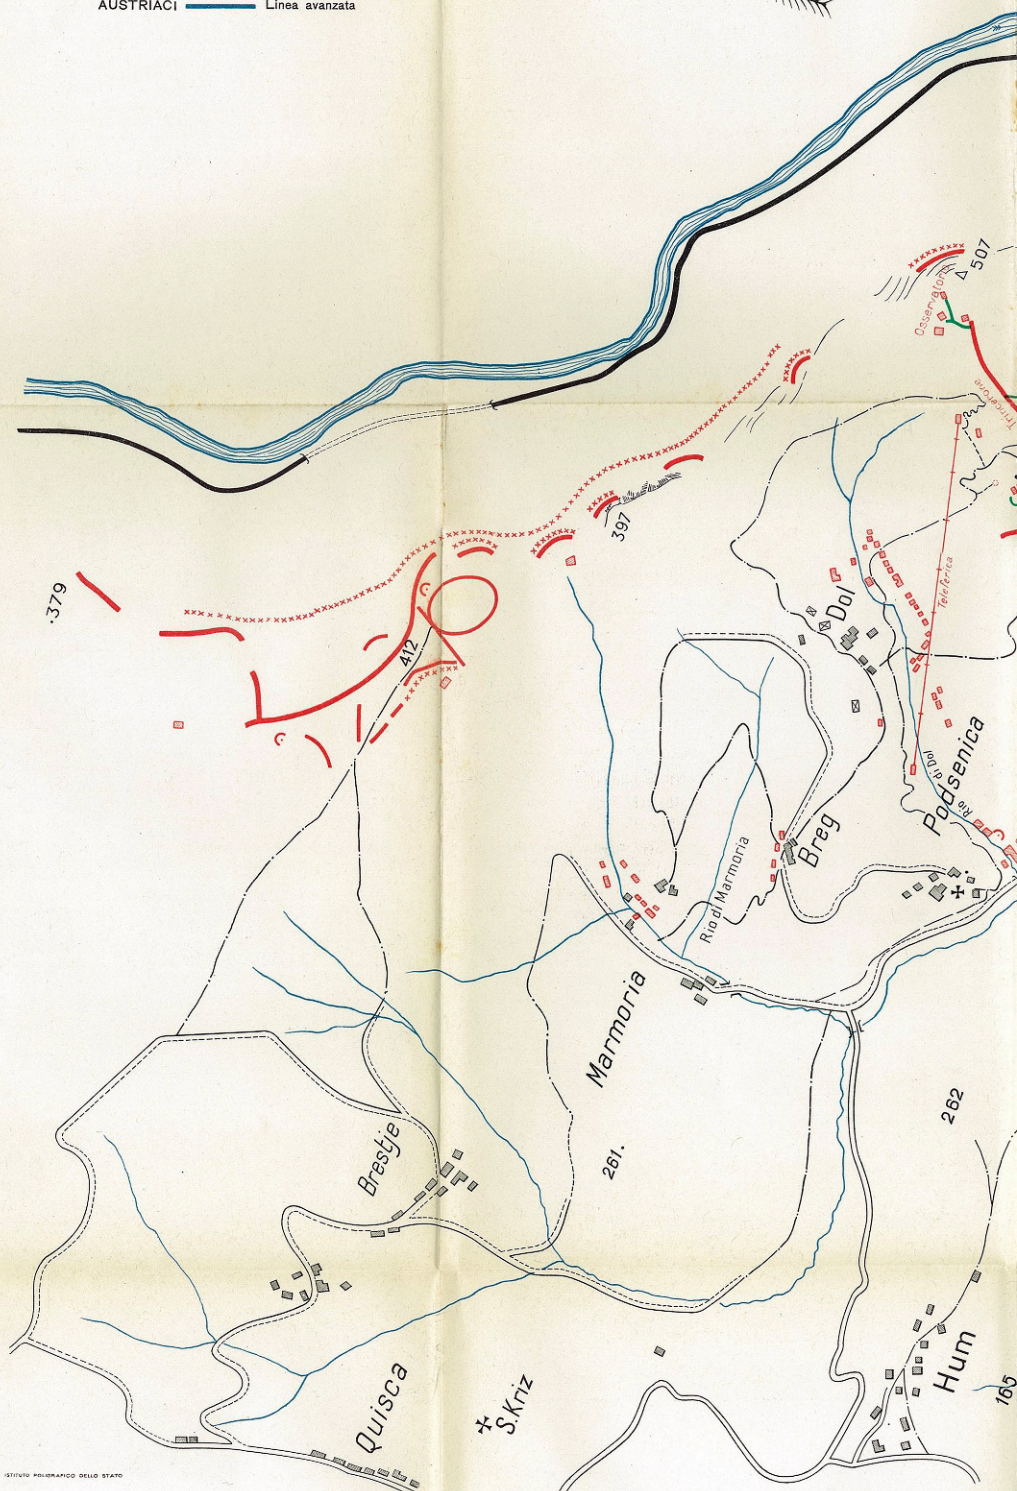 AUSTRIACI Linea avanzata
507
Osservatorio
Trincerone
397
.379
Teleferica
Dol
412
Podsenica
Rio di Dol
Breg
Rio di Marmoria
Marmoria
262
Brestje
261.
Hum
165
Quisca
S.Kriz
ISTITUTO POLIGRAFICO DELLO STATO